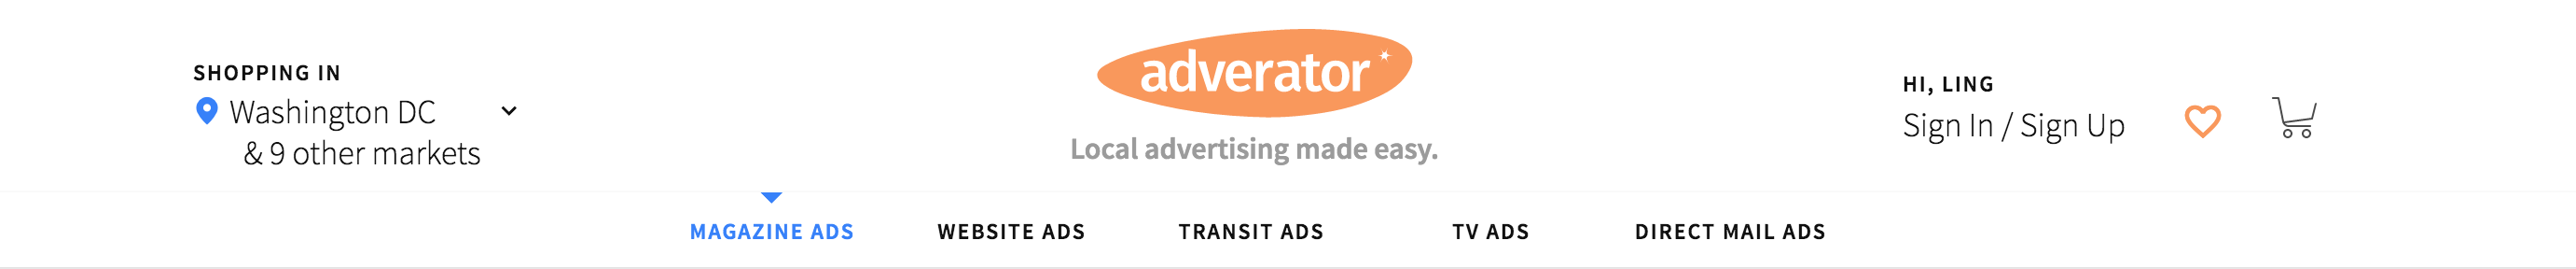 SHOPPING IN
Washington DC
& 9 other markets
adverator
Local advertising made easy.
HI, LING
Sign In / Sign Up
MAGAZINE ADS
WEBSITE ADS
TRANSIT ADS
TV ADS
DIRECT MAIL ADS